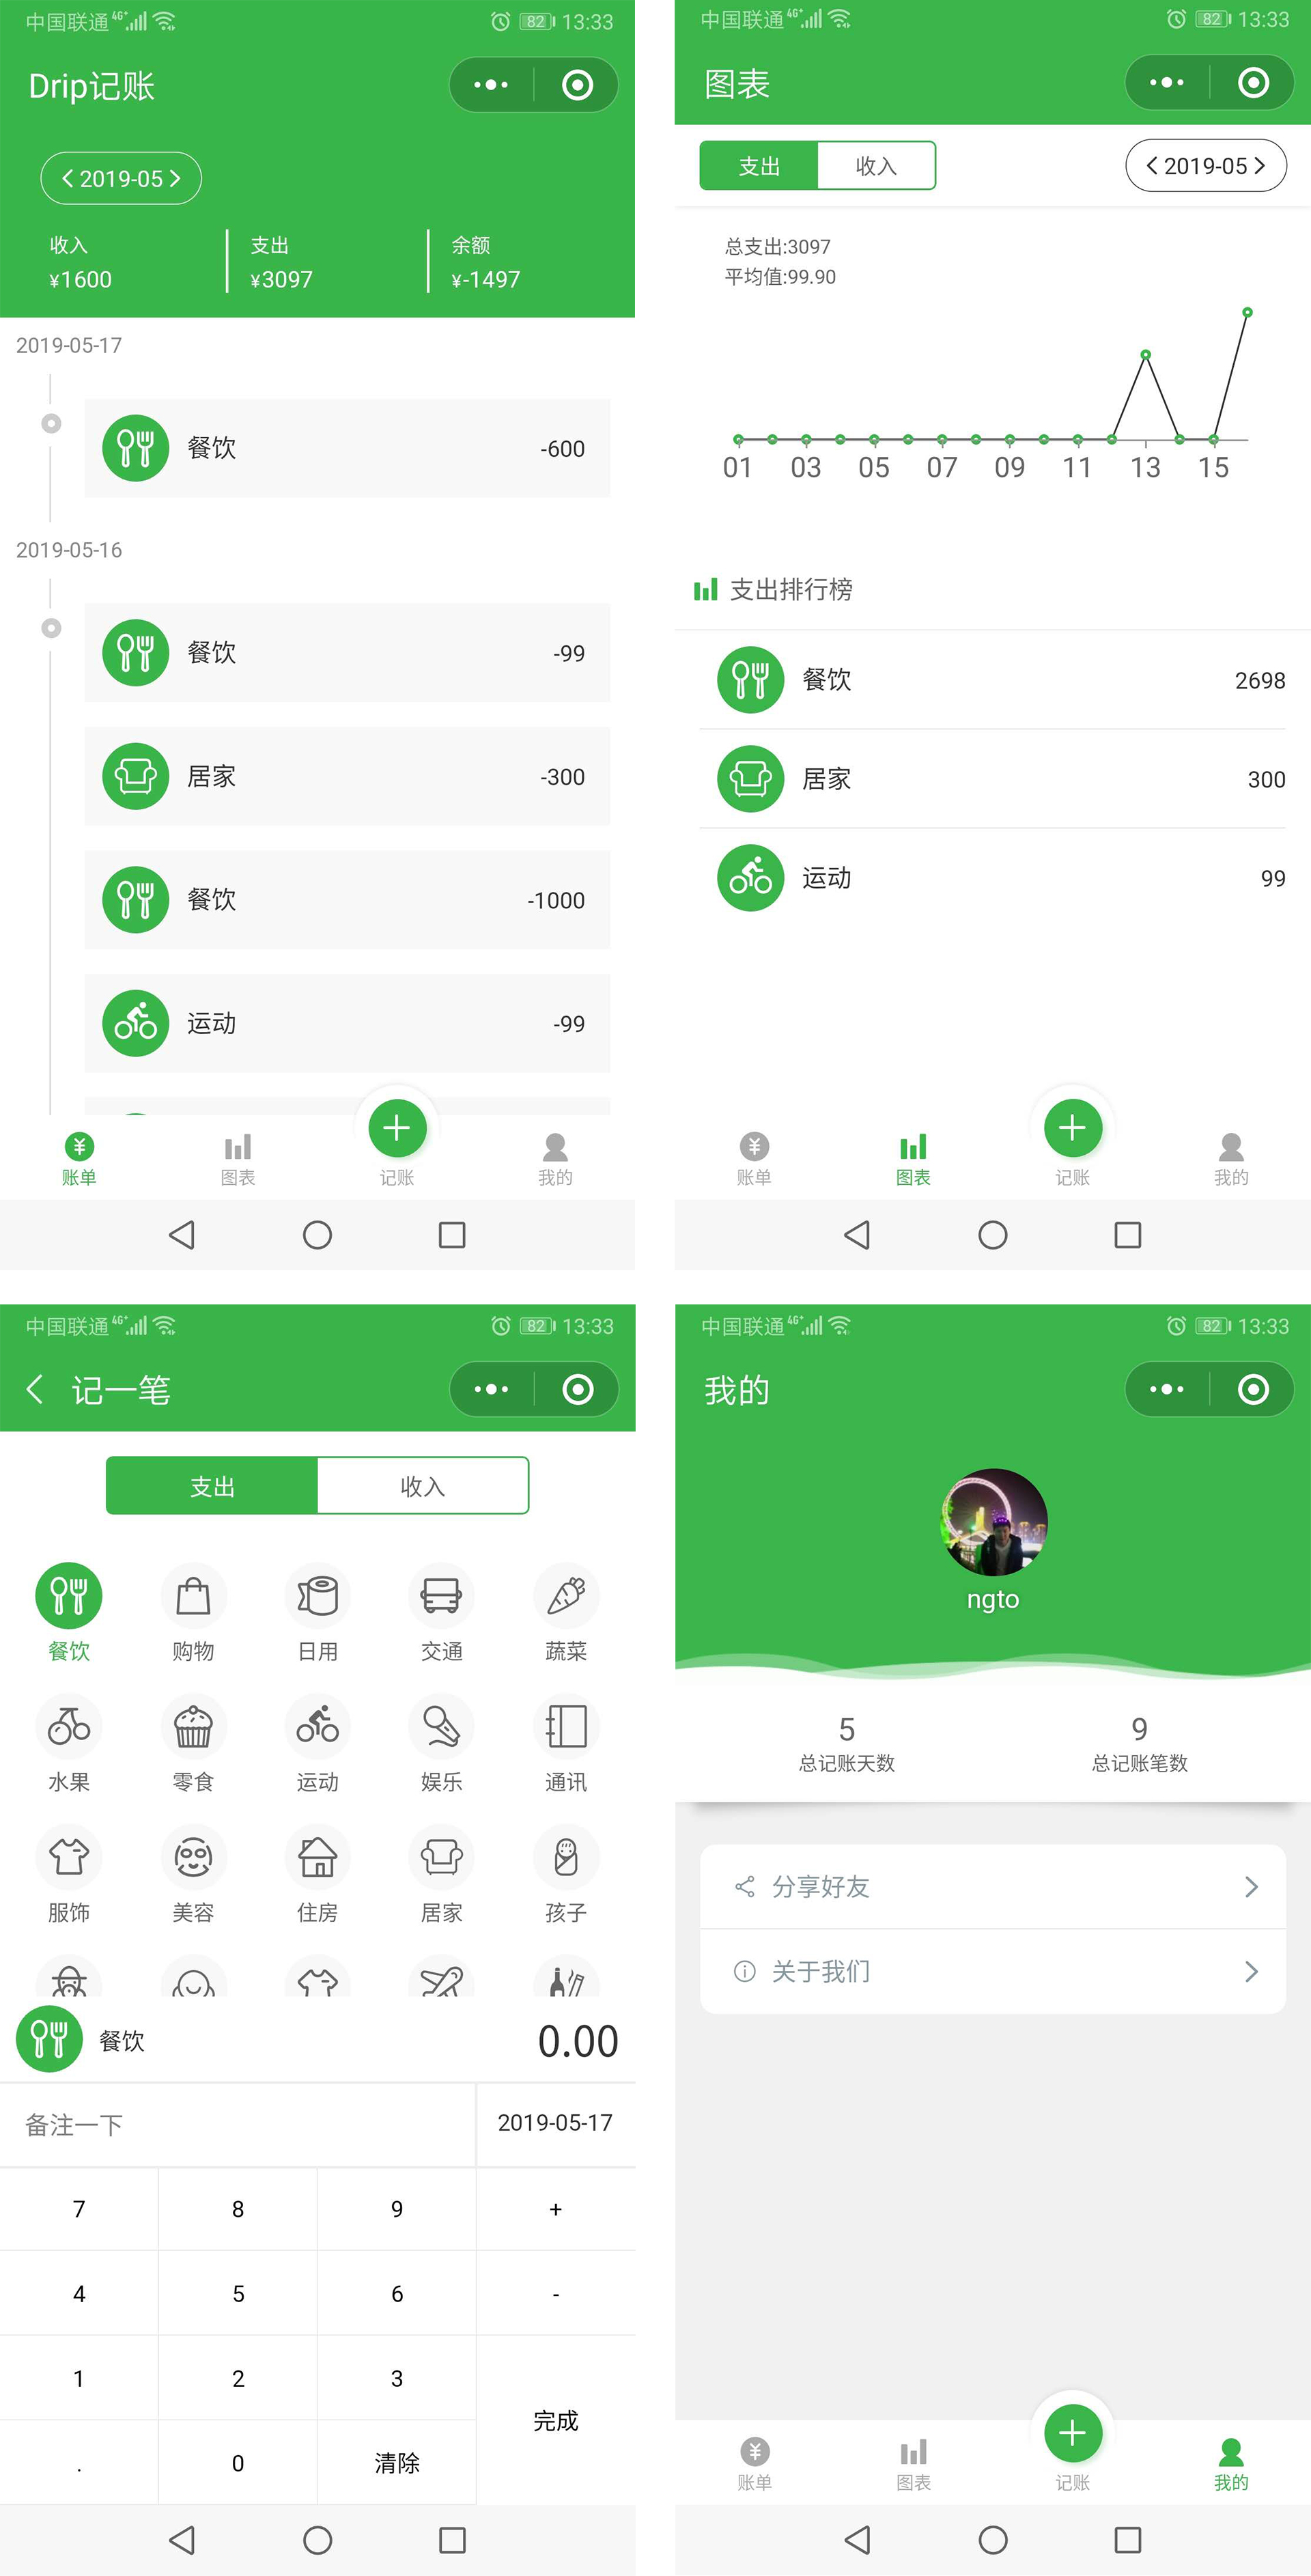 中国联通 4G+ 82 13:33
Drip记账
2019-05
收入 支出 余额
¥1600 ¥3097 ¥-1497
2019-05-17
餐饮 -600
2019-05-16
餐饮 -99
居家 -300
餐饮 -1000
运动 -99
账单 图表 记账 我的
中国联通 4G+ 82 13:33
图表
支出 收入 2019-05
总支出:3097
平均值:99.90
01 03 05 07 09 11 13 15
支出排行榜
餐饮 2698
居家 300
运动 99
账单 图表 记账 我的
中国联通 4G+ 82 13:33
记一笔
支出 收入
餐饮 购物 日用 交通 蔬菜
水果 零食 运动 娱乐 通讯
服饰 美容 住房 居家 孩子
餐饮 0.00
备注一下 2019-05-17
7 8 9 +
4 5 6 -
1 2 3
完成
. 0 清除
中国联通 4G+ 82 13:33
我的
ngto
5 9
总记账天数 总记账笔数
分享好友
关于我们
账单 图表 记账 我的